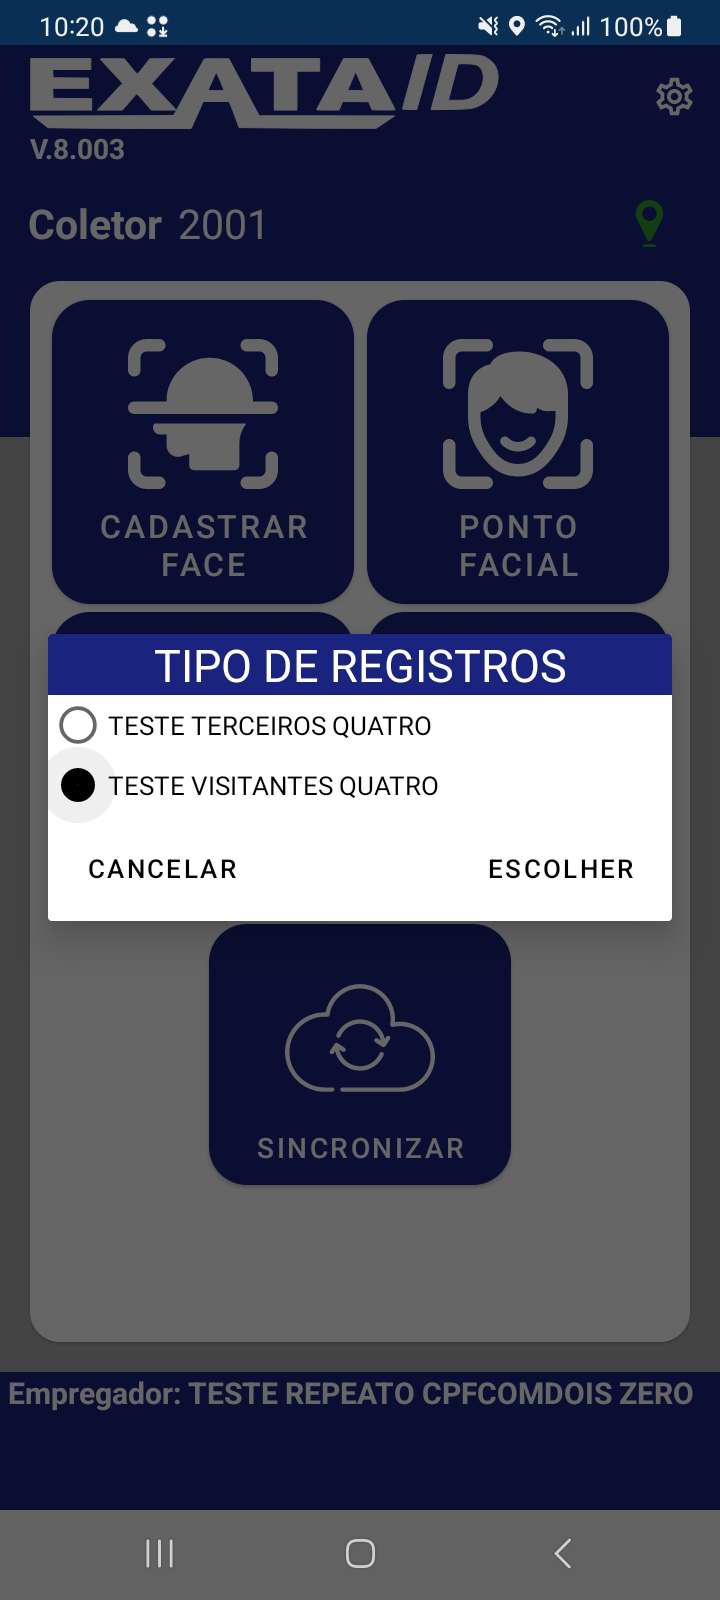 10:20
100%
EXATAID
V.8.003
Coletor 2001
CADASTRAR
FACE
PONTO
FACIAL
TIPO DE REGISTROS
TESTE TERCEIROS QUATRO
TESTE VISITANTES QUATRO
CANCELAR ESCOLHER
SINCRONIZAR
Empregador: TESTE REPEATO CPFCOMDOIS ZERO